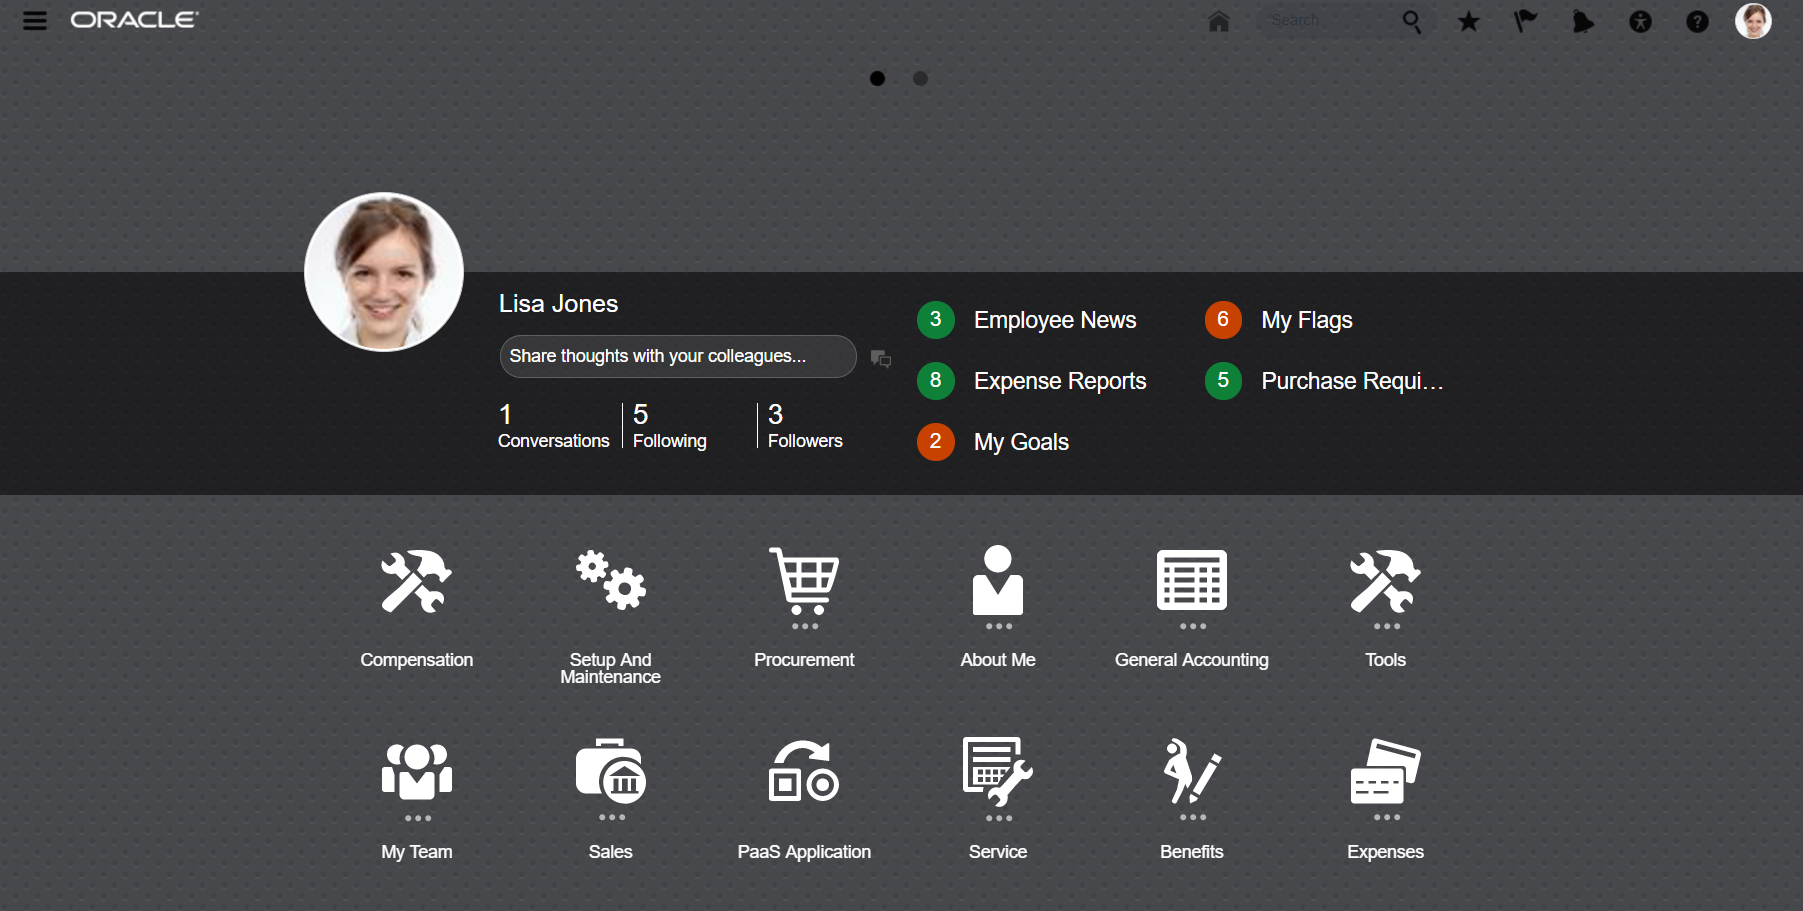 ORACLE
Search
Lisa Jones
Share thoughts with your colleagues...
1
Conversations
5
Following
3
Followers
3 Employee News
6 My Flags
8 Expense Reports
5 Purchase Requi...
2 My Goals
Compensation
Setup And
Maintenance
Procurement
About Me
General Accounting
Tools
My Team
Sales
PaaS Application
Service
Benefits
Expenses